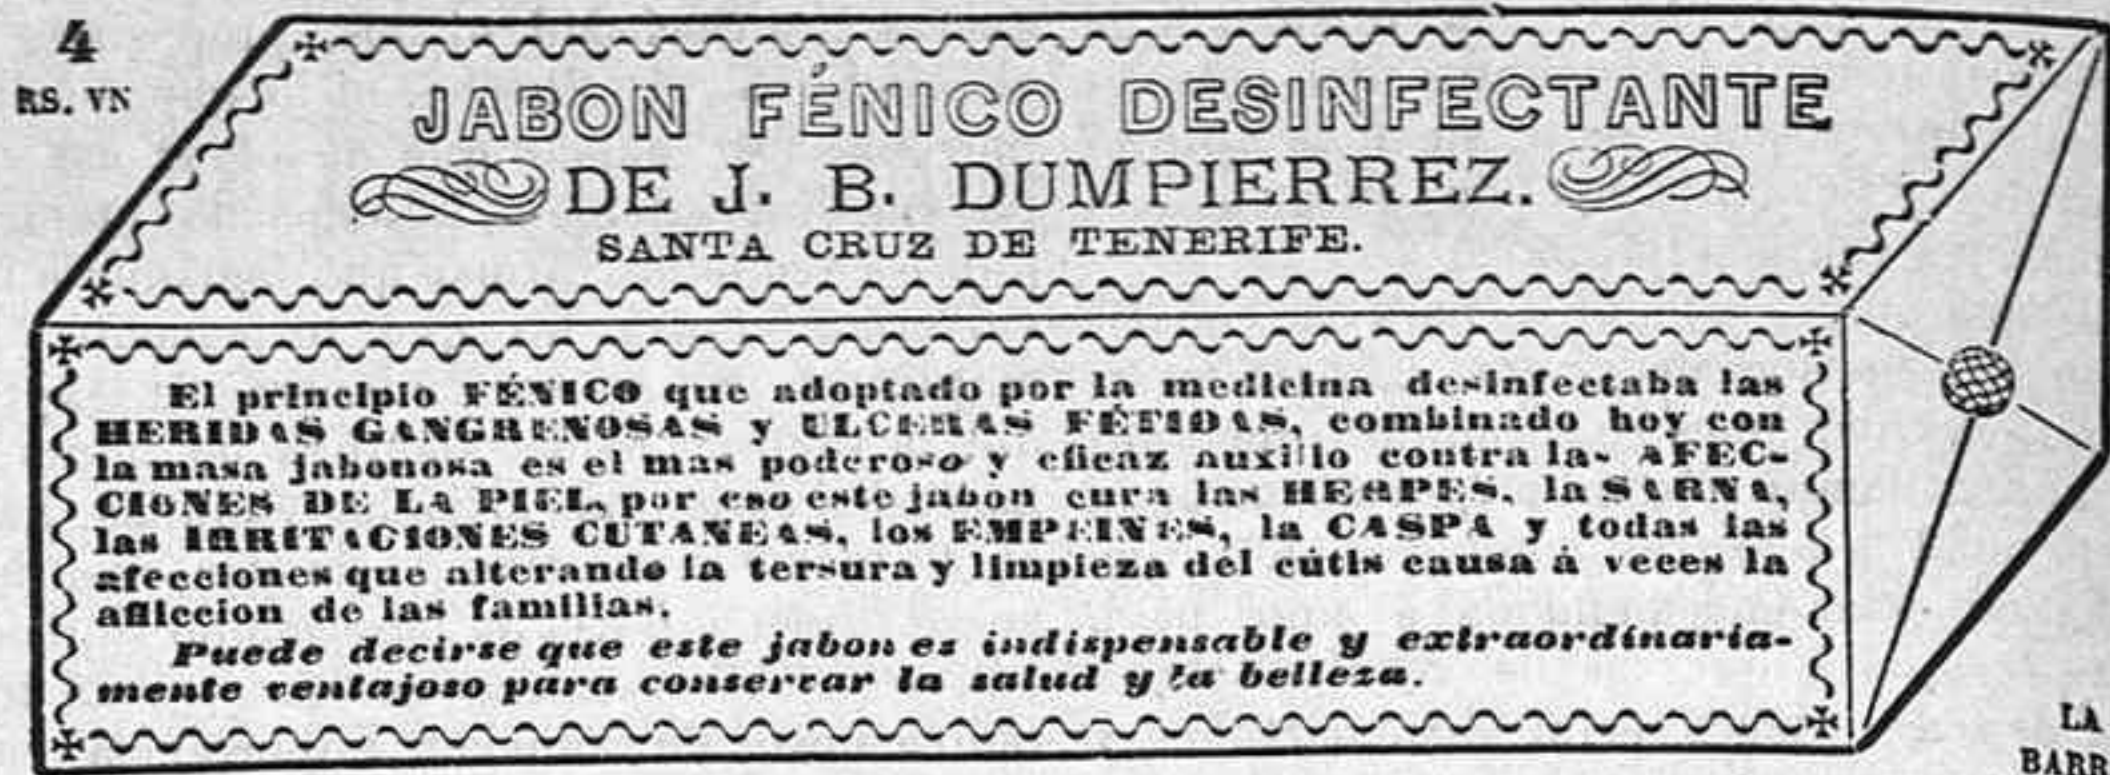 4
RS. VN
JABON FÉNICO DESINFECTANTE
DE J. B. DUMPIERREZ.
SANTA CRUZ DE TENERIFE.
El principio FÉNICO que adoptado por la medicina desinfectaba las
HERIDAS GANGRENOSAS y ULCERAS FÉTIDAS, combinado hoy con
la masa jabonosa es el mas poderoso y eficaz auxilio contra las AFEC-
CIONES DE LA PIEL, por eso este jabon cura las HERPES, la SARNA,
las IRRITACIONES CUTANEAS, los EMPEINES, la CASPA y todas las
afecciones que alterando la tersura y limpieza del cútis causa à veces la
afliccion de las familias.
Puede decirse que este jabon es indispensable y extraordinaria-
mente ventajoso para conservar la salud y la belleza.
LA
BARR